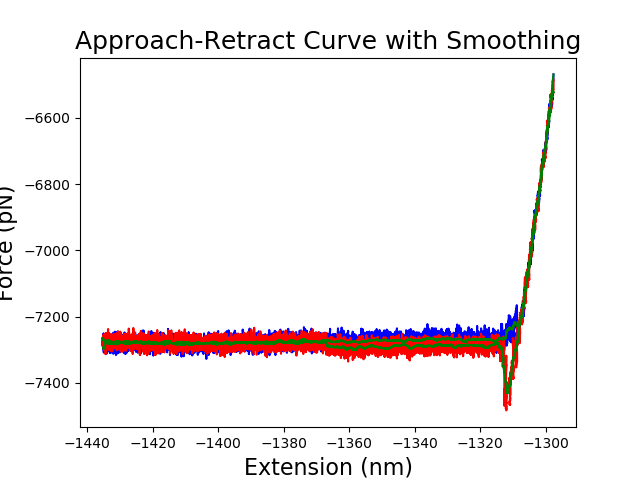 Approach-Retract Curve with Smoothing
Force (pN)
−6600
−6800
−7000
−7200
−7400
−1440 −1420 −1400 −1380 −1360 −1340 −1320 −1300
Extension (nm)